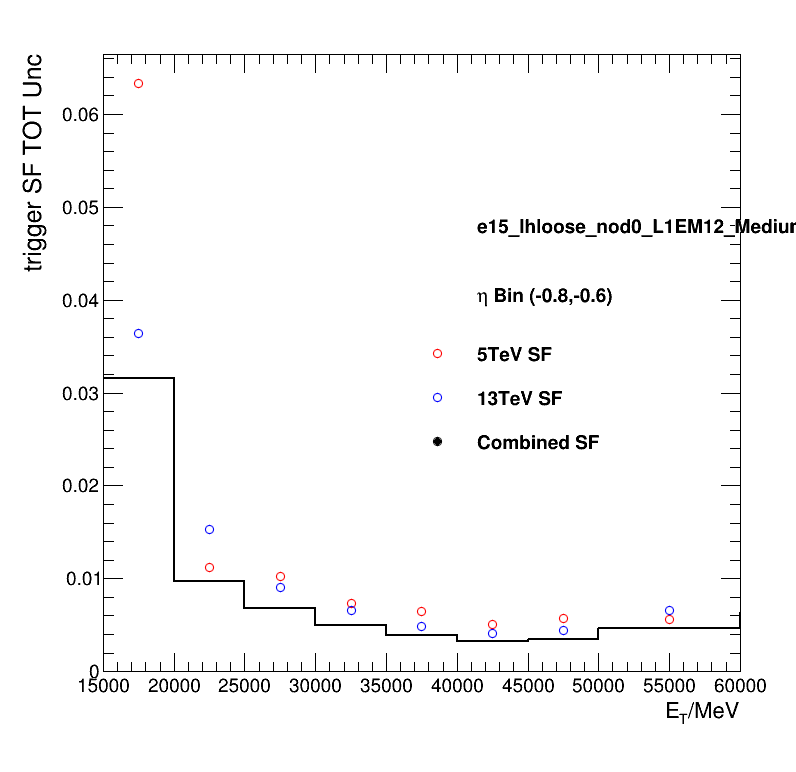 trigger SF TOT Unc
0.06
0.05
0.04
0.03
0.02
0.01
0
e15_lhloose_nod0_L1EM12_Medium
η Bin (-0.8,-0.6)
5TeV SF
13TeV SF
Combined SF
15000 20000 25000 30000 35000 40000 45000 50000 55000 60000
E_T/MeV